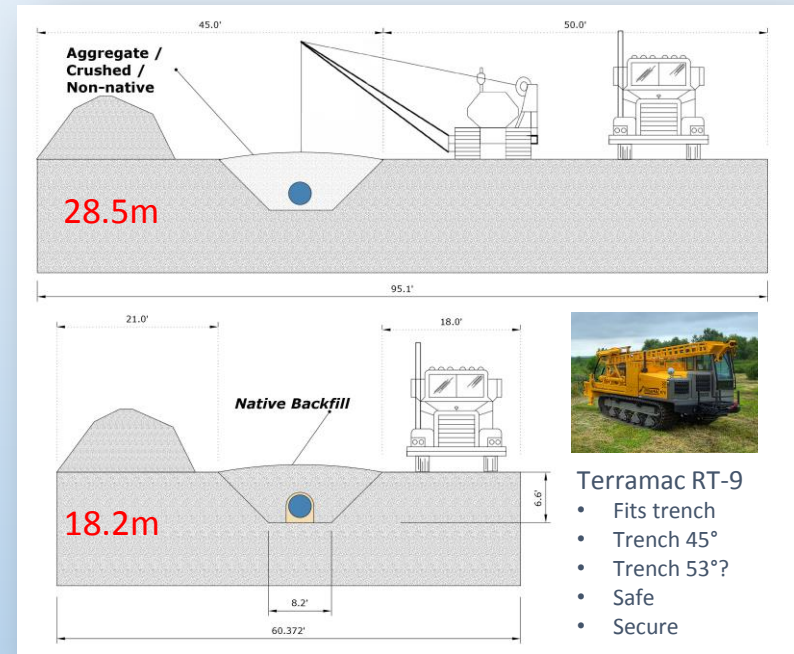 45.0'
50.0'
Aggregate /
Crushed /
Non-native
28.5m
95.1'
21.0'
18.0'
Native Backfill
18.2m
6.6'
8.2'
60.372'
Terramac RT-9
• Fits trench
• Trench 45°
• Trench 53°?
• Safe
• Secure